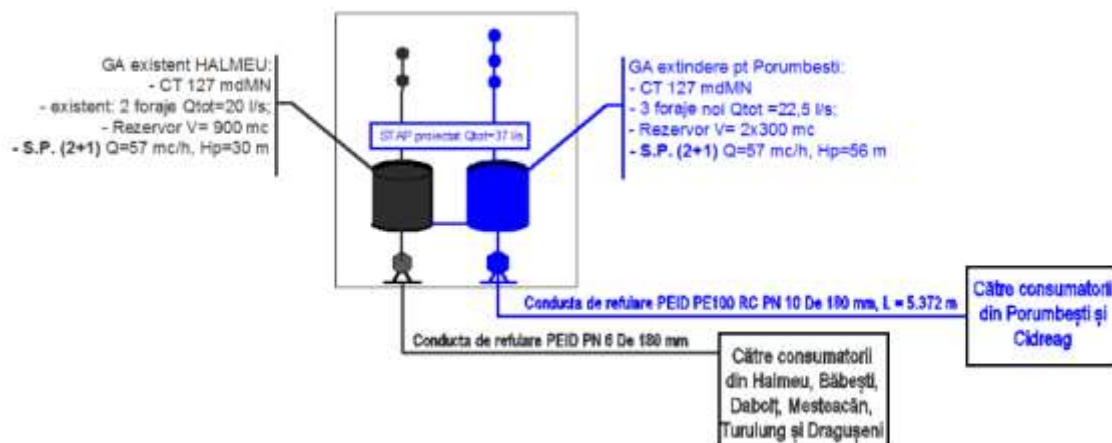 GA existent HALMEU:
- CT 127 mdMN
- existent: 2 foraje Qtot=20 l/s;
- Rezervor V= 900 mc
- S.P. (2+1) Q=57 mc/h, Hp=30 m
STAP proiectat Qtot=37 l/s
GA extindere pt Porumbesti:
- CT 127 mdMN
- 3 foraje noi Qtot =22,5 l/s;
- Rezervor V= 2x300 mc
- S.P. (2+1) Q=57 mc/h, Hp=56 m
Conducta de refulare PEID PE100 RC PN 10 De 180 mm, L = 5.372 m
Către consumatorii
din Porumbești și
Cidreag
Conducta de refulare PEID PN 6 De 180 mm
Către consumatorii
din Halmeu, Băbești,
Dabolț, Mesteacăn,
Turulung și Dragușeni